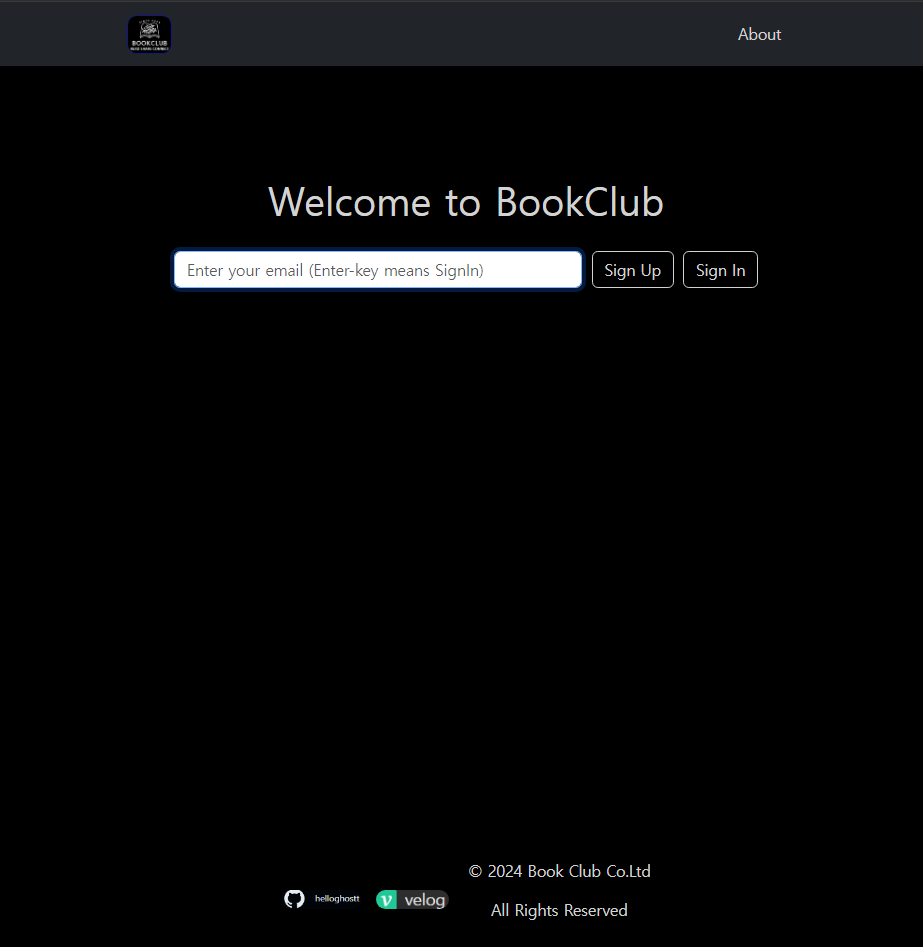 BOOKCLUB
About
Welcome to BookClub
Enter your email (Enter-key means SignIn)
Sign Up
Sign In
© 2024 Book Club Co.Ltd
helloghostt
velog
All Rights Reserved